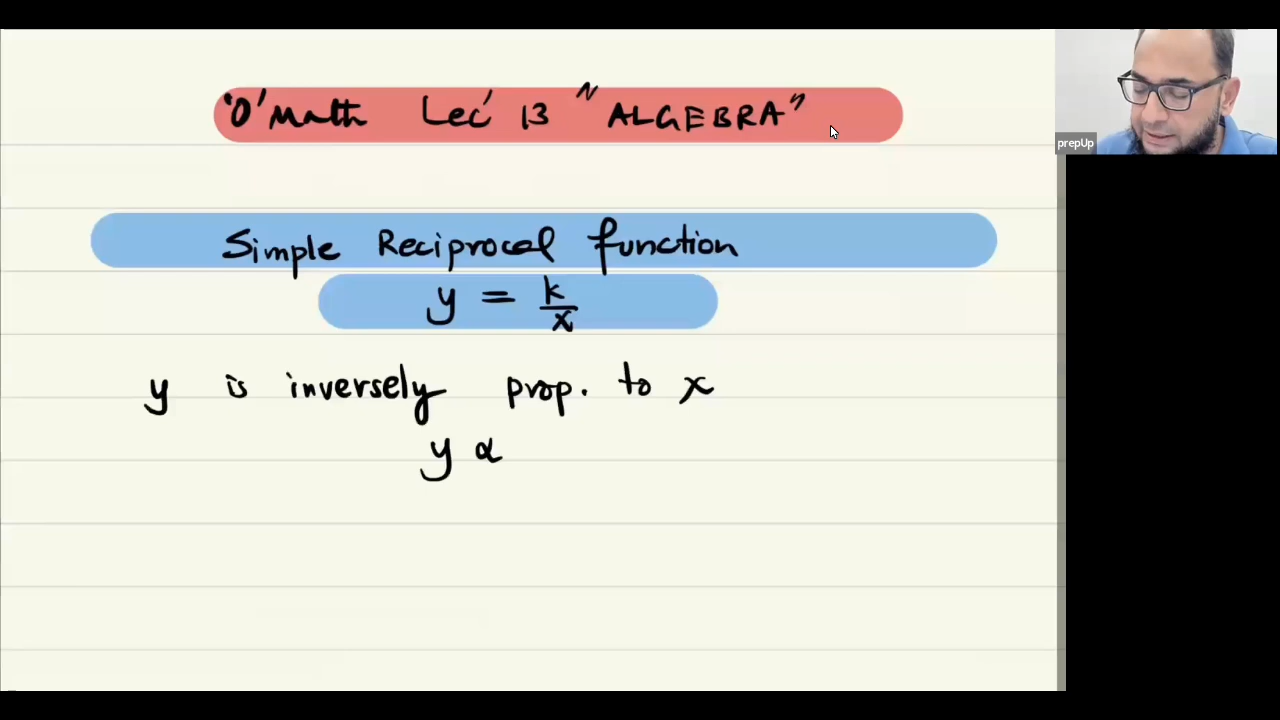 'O' Math Lec' 13 "ALGEBRA"
prepUp
Simple Reciprocal function
y = k/x
y is inversely prop. to x
y ∝